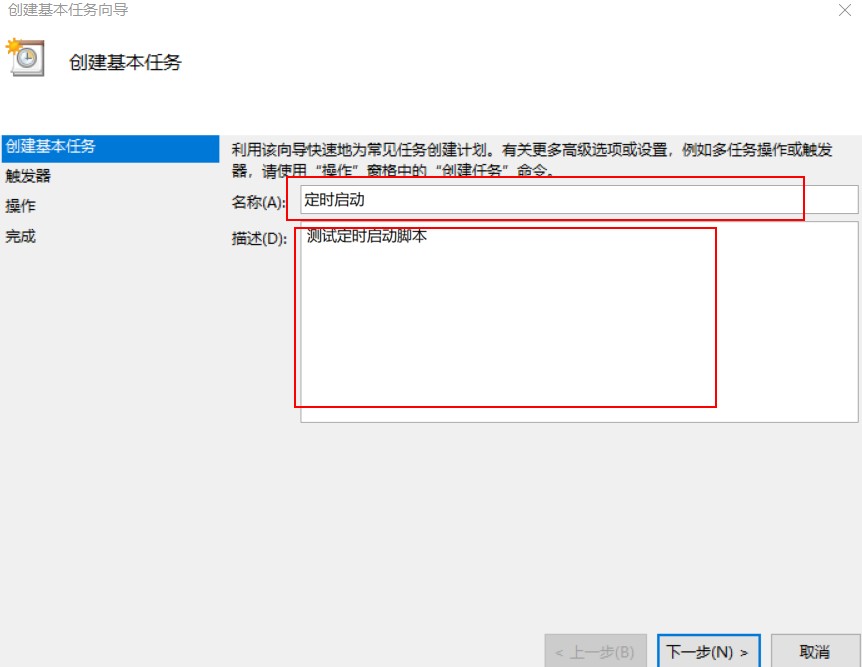 创建基本任务向导
创建基本任务
创建基本任务
触发器
操作
完成
利用该向导快速地为常见任务创建计划。有关更多高级选项或设置，例如多任务操作或触发
器，请使用“操作”窗格中的“创建任务”命令。
名称(A):
定时启动
描述(D):
测试定时启动脚本
< 上一步(B)
下一步(N) >
取消